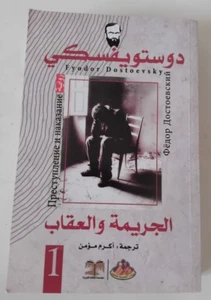 دوستويفسكي
Fyodor Dostoevsky
Фёдор Достоевский
Преступление и наказание
الجريمة والعقاب
ترجمة: أكرم مؤمن
1